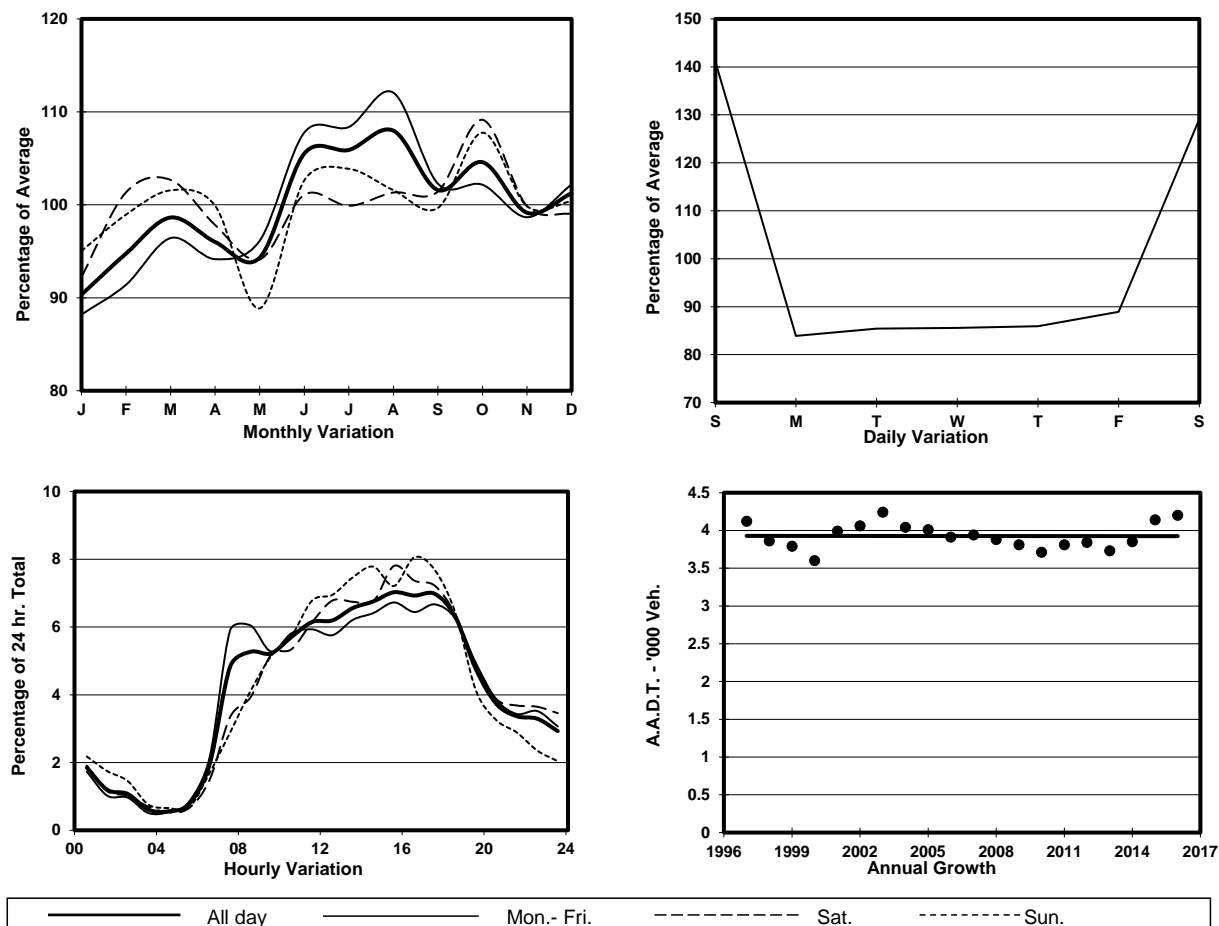 120
110
100
90
80
Percentage of Average
J F M A M J J A S O N D
Monthly Variation
150
140
130
120
110
100
90
80
70
Percentage of Average
S M T W T F S
Daily Variation
10
8
6
4
2
0
Percentage of 24 hr. Total
00 04 08 12 16 20 24
Hourly Variation
4.5
4
3.5
3
2.5
2
1.5
1
0.5
0
A.A.D.T. - '000 Veh.
1996 1999 2002 2005 2008 2011 2014 2017
Annual Growth
All day Mon.- Fri. Sat. Sun.